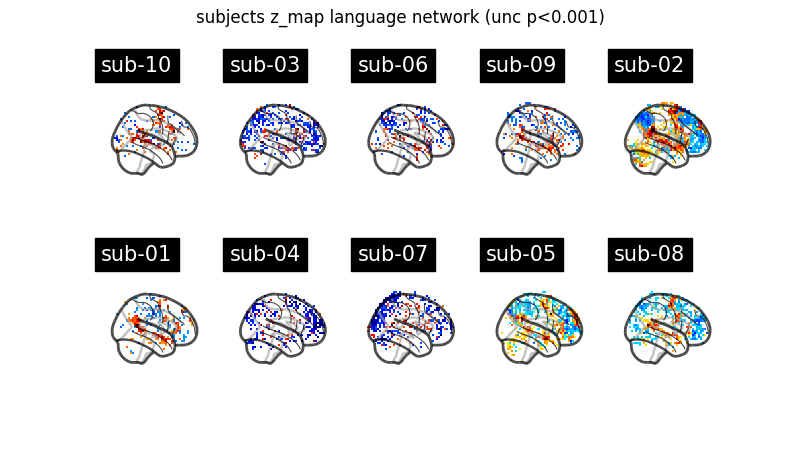 subjects z_map language network (unc p<0.001)
sub-10 sub-03 sub-06 sub-09 sub-02
sub-01 sub-04 sub-07 sub-05 sub-08